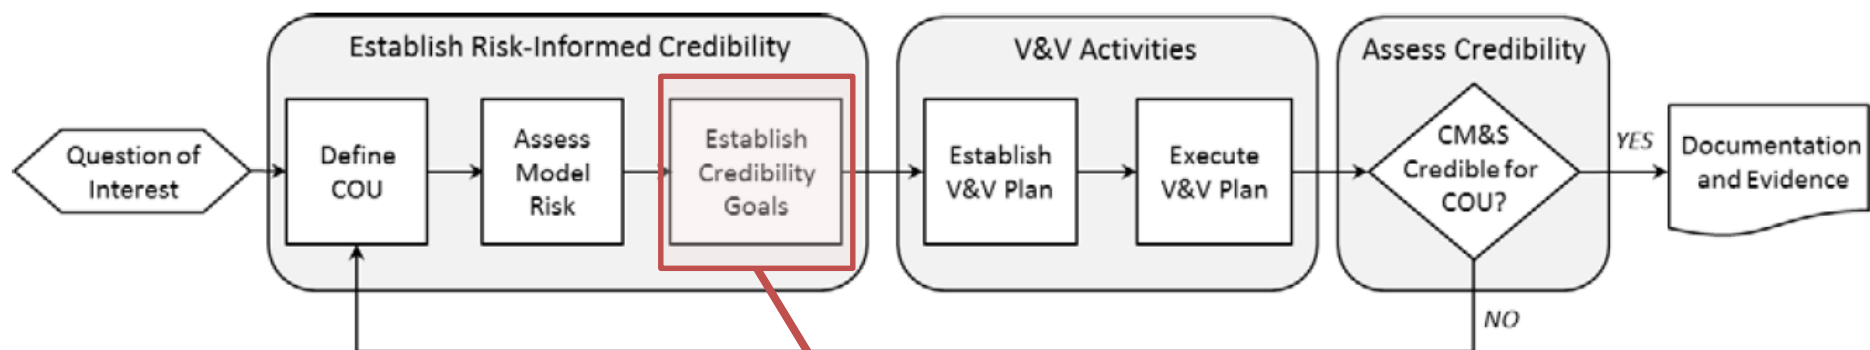 Establish Risk-Informed Credibility
V&V Activities
Assess Credibility
Question of
Interest
Define
COU
Assess
Model
Risk
Establish
Credibility
Goals
Establish
V&V Plan
Execute
V&V Plan
CM&S
Credible for
COU?
YES
Documentation
and Evidence
NO